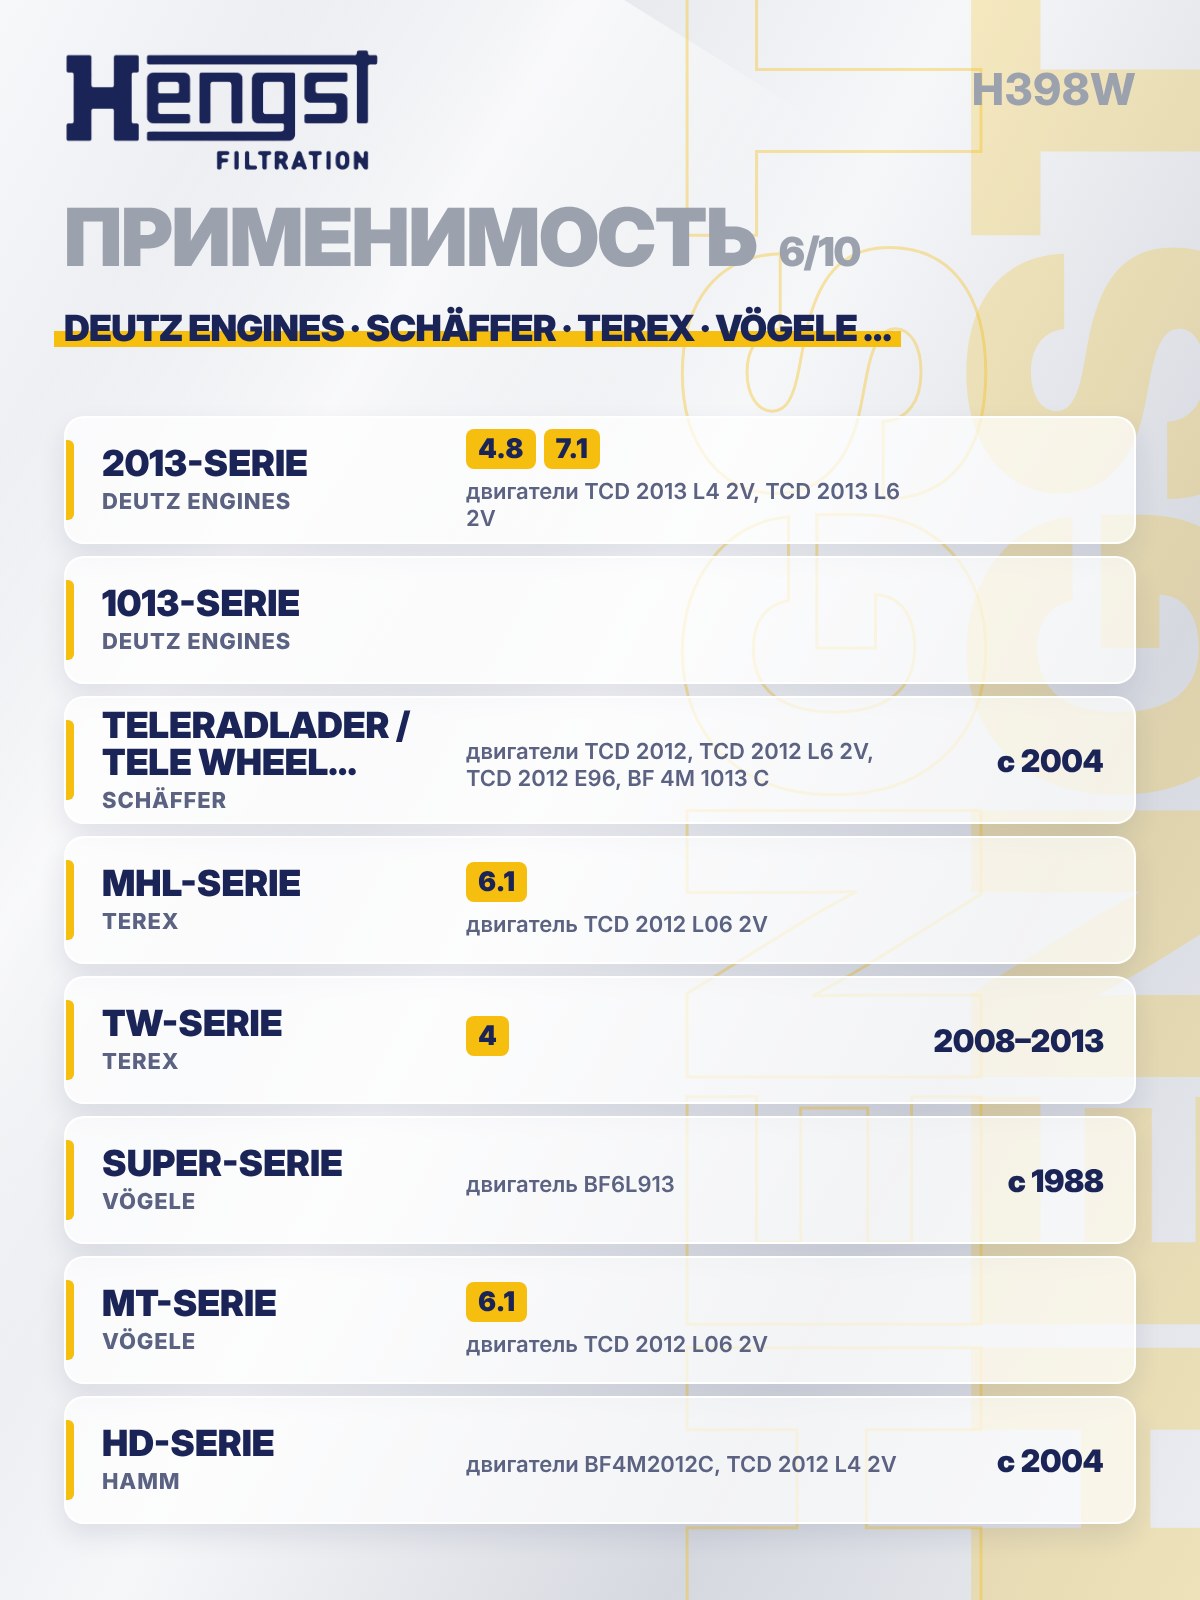 Hengst
FILTRATION
H398W
ПРИМЕНИМОСТЬ 6/10
DEUTZ ENGINES · SCHÄFFER · TEREX · VÖGELE ...
2013-SERIE
DEUTZ ENGINES
4.8 7.1
двигатели TCD 2013 L4 2V, TCD 2013 L6
2V
1013-SERIE
DEUTZ ENGINES
TELERADLADER /
TELE WHEEL...
SCHÄFFER
двигатели TCD 2012, TCD 2012 L6 2V,
TCD 2012 E96, BF 4M 1013 C
с 2004
MHL-SERIE
TEREX
6.1
двигатель TCD 2012 L06 2V
TW-SERIE
TEREX
4
2008–2013
SUPER-SERIE
VÖGELE
двигатель BF6L913
с 1988
MT-SERIE
VÖGELE
6.1
двигатель TCD 2012 L06 2V
HD-SERIE
HAMM
двигатели BF4M2012C, TCD 2012 L4 2V
с 2004
HENGST
HENGST